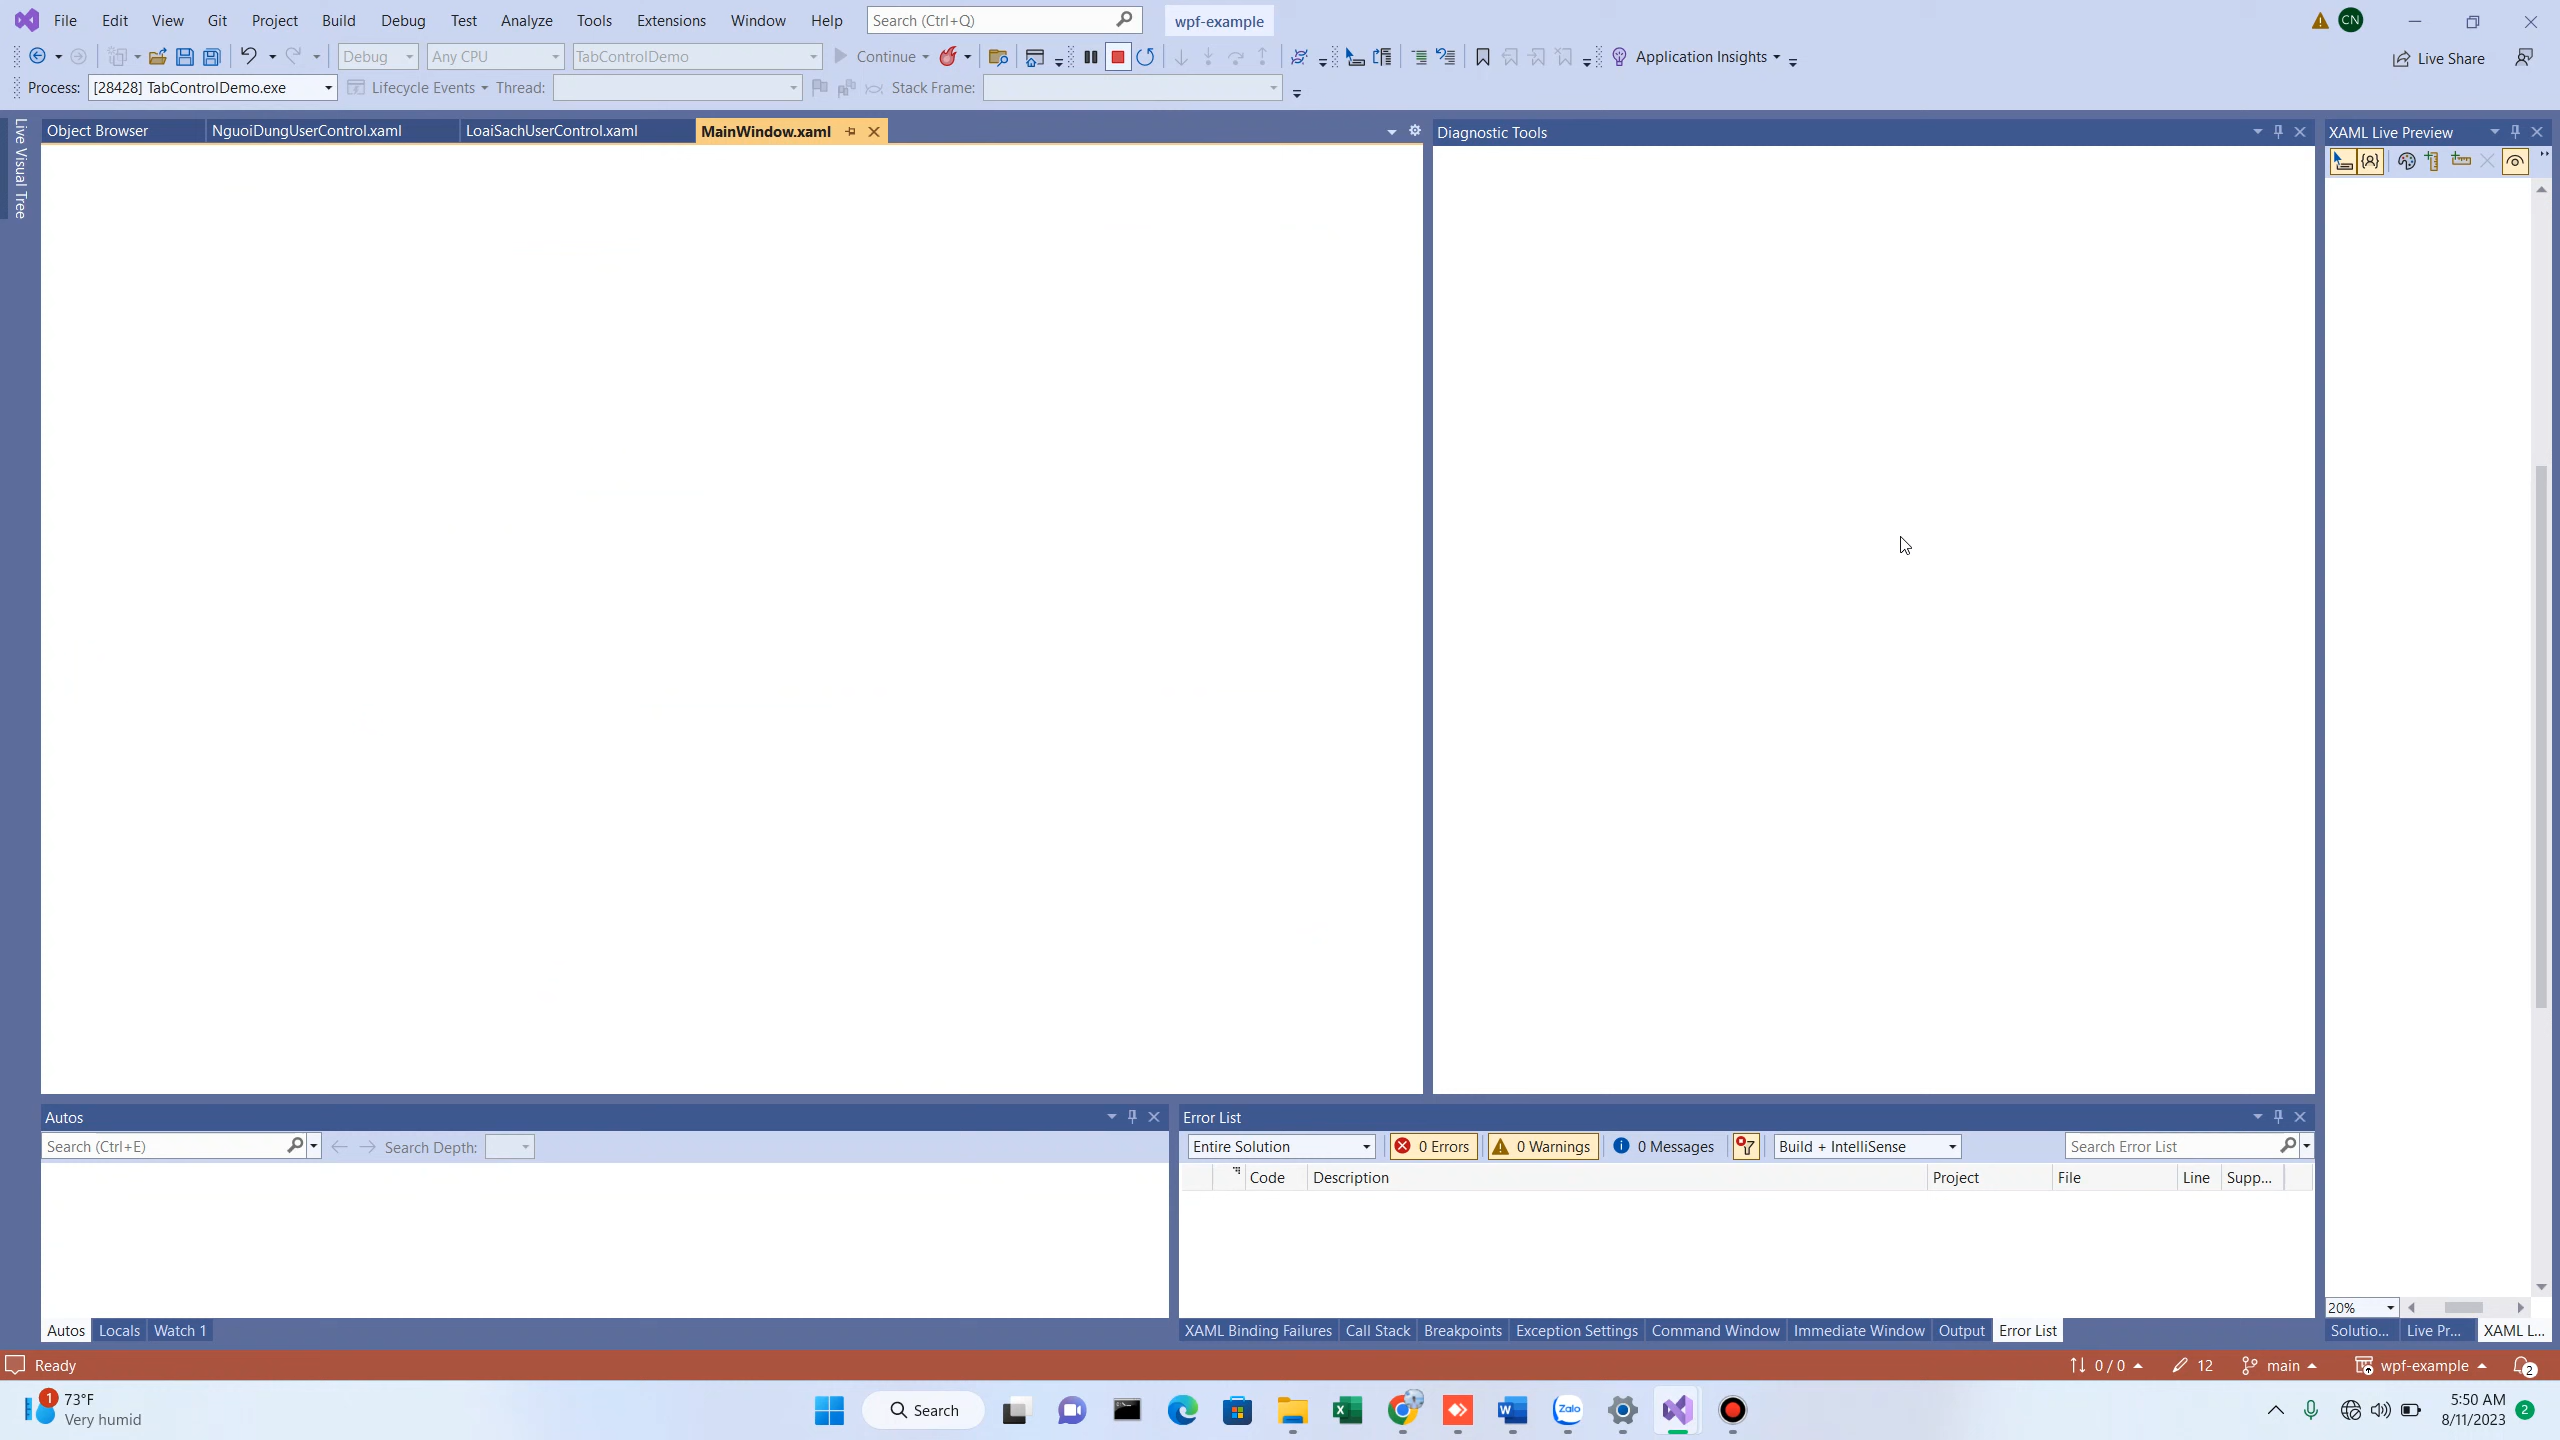 File Edit View Git Project Build Debug Test Analyze Tools Extensions Window Help Search (Ctrl+Q) wpf-example CN
Debug Any CPU TabControlDemo Continue Application Insights Live Share
Process: [28428] TabControlDemo.exe Lifecycle Events Thread: Stack Frame:
Live Visual Tree
Object Browser NguoiDungUserControl.xaml LoaiSachUserControl.xaml MainWindow.xaml
Diagnostic Tools
XAML Live Preview
Autos
Search (Ctrl+E) Search Depth:
Error List
Entire Solution 0 Errors 0 Warnings 0 Messages Build + IntelliSense Search Error List
Code Description Project File Line Supp...
20%
Autos Locals Watch 1
XAML Binding Failures Call Stack Breakpoints Exception Settings Command Window Immediate Window Output Error List
Solutio... Live Pr... XAML L...
Ready 0 / 0 12 main wpf-example 2
1 73°F
Very humid
Search
Zalo
5:50 AM
8/11/2023
2